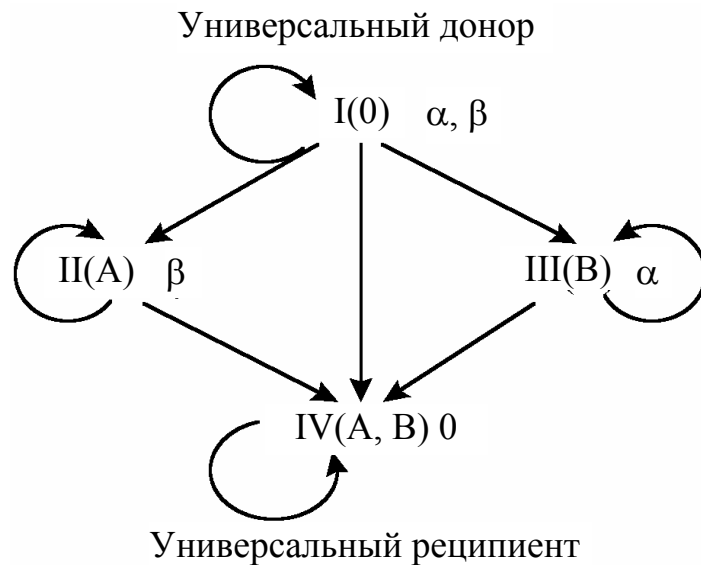 Универсальный донор
I(0) α, β
II(A) β
III(B) α
IV(A, B) 0
Универсальный реципиент